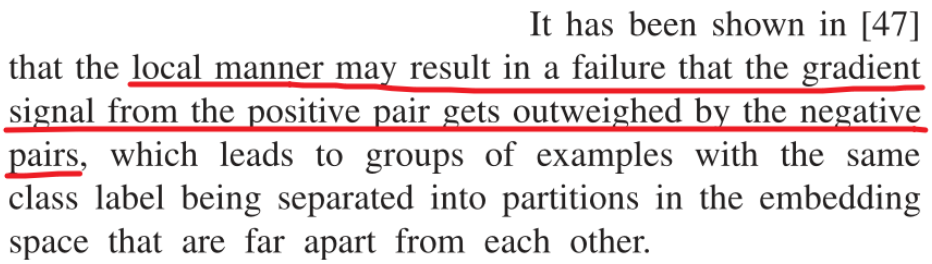 It has been shown in [47]
that the local manner may result in a failure that the gradient
signal from the positive pair gets outweighed by the negative
pairs, which leads to groups of examples with the same
class label being separated into partitions in the embedding
space that are far apart from each other.